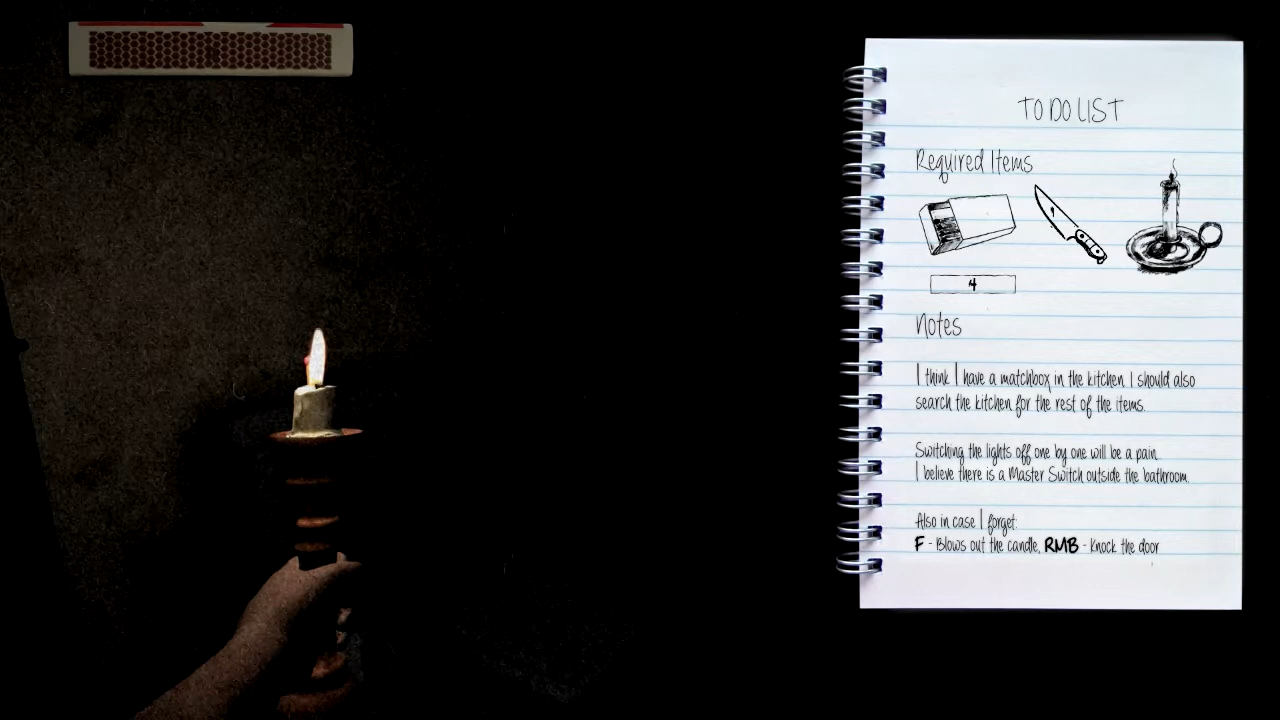 TO DO LIST
Required Items
4
Notes
I think I have a matchbox in the kitchen. I should also
search the kitchen for the rest of the items.
Switching the lights off one by one will be a pain.
I believe there is a Master Switch outside the bathroom.
Also in case I forget:
F - Blows out the candle, RMB - Knock the door